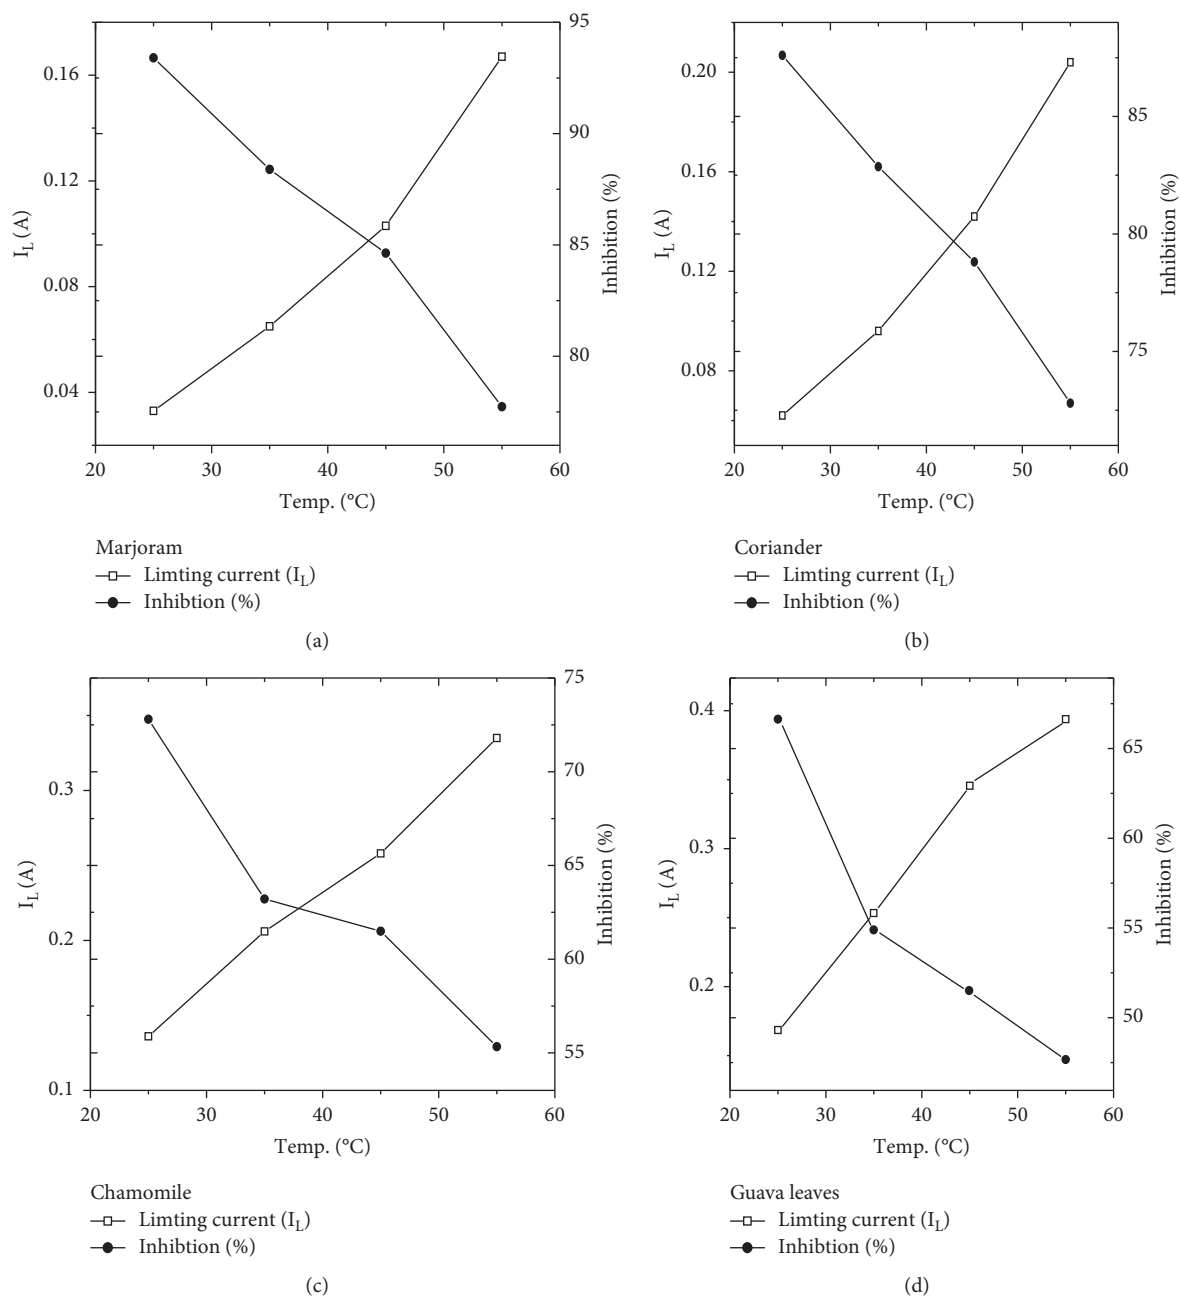 95
0.16
90
0.12
I_L (A)
85
Inhibition (%)
0.08
80
0.04
20 30 40 50 60
Temp. (°C)
Marjoram
Limting current (I_L)
Inhibtion (%)
(a)
0.20
85
0.16
I_L (A)
80
Inhibition (%)
0.12
75
0.08
20 30 40 50 60
Temp. (°C)
Coriander
Limting current (I_L)
Inhibtion (%)
(b)
75
70
0.3
65
I_L (A)
Inhibition (%)
0.2
60
55
0.1
20 30 40 50 60
Temp. (°C)
Chamomile
Limting current (I_L)
Inhibtion (%)
(c)
0.4
65
60
0.3
I_L (A)
Inhibition (%)
55
0.2
50
20 30 40 50 60
Temp. (°C)
Guava leaves
Limting current (I_L)
Inhibtion (%)
(d)